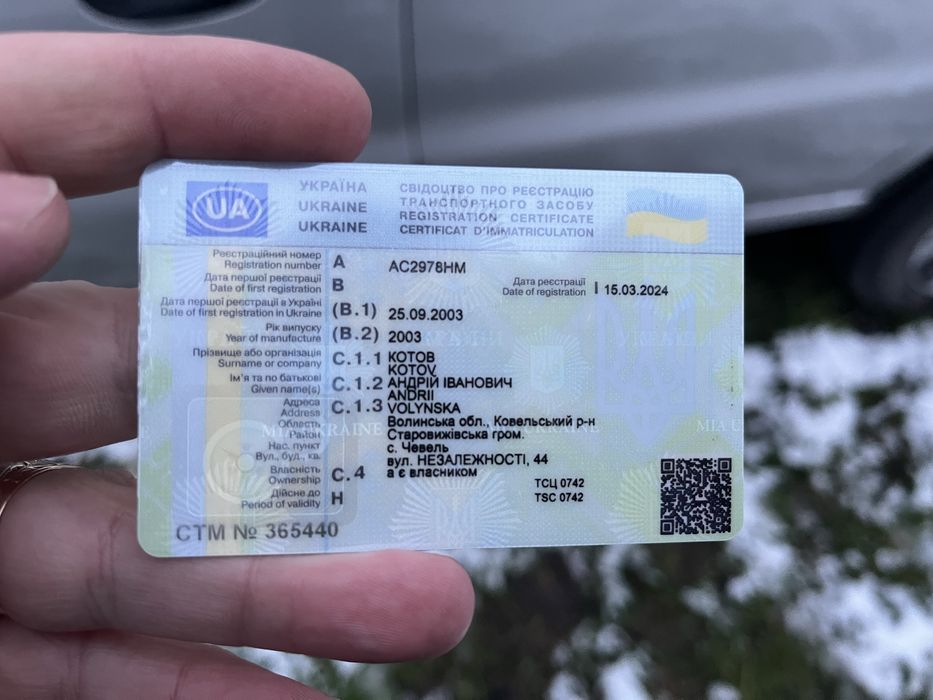 UA
УКРАЇНА
UKRAINE
UKRAINE
СВІДОЦТВО ПРО РЕЄСТРАЦІЮ
ТРАНСПОРТНОГО ЗАСОБУ
REGISTRATION CERTIFICATE
CERTIFICAT D'IMMATRICULATION
Реєстраційний номер
Registration number A AC2978HM
Дата першої реєстрації
Date of first registration B
Дата реєстрації
Date of registration I 15.03.2024
Дата першої реєстрації в Україні
Date of first registration in Ukraine (B.1) 25.09.2003
Рік випуску
Year of manufacture (B.2) 2003
Прізвище або організація
Surname or company C.1.1 КОТОВ
KOTOV
Ім'я та по батькові
Given name(s) C.1.2 АНДРІЙ ІВАНОВИЧ
ANDRII
Адреса
Address C.1.3 VOLYNSKA
Область Волинська обл., Ковельський р-н
Район Старовижівська гром.
Нас. пункт с. Чевель
Вул., буд., кв. вул. НЕЗАЛЕЖНОСТІ, 44
Власність
Ownership C.4 а є власником
Дійсне до
Period of validity H
ТСЦ 0742
TSC 0742
СТМ № 365440
MIA UKRAINE